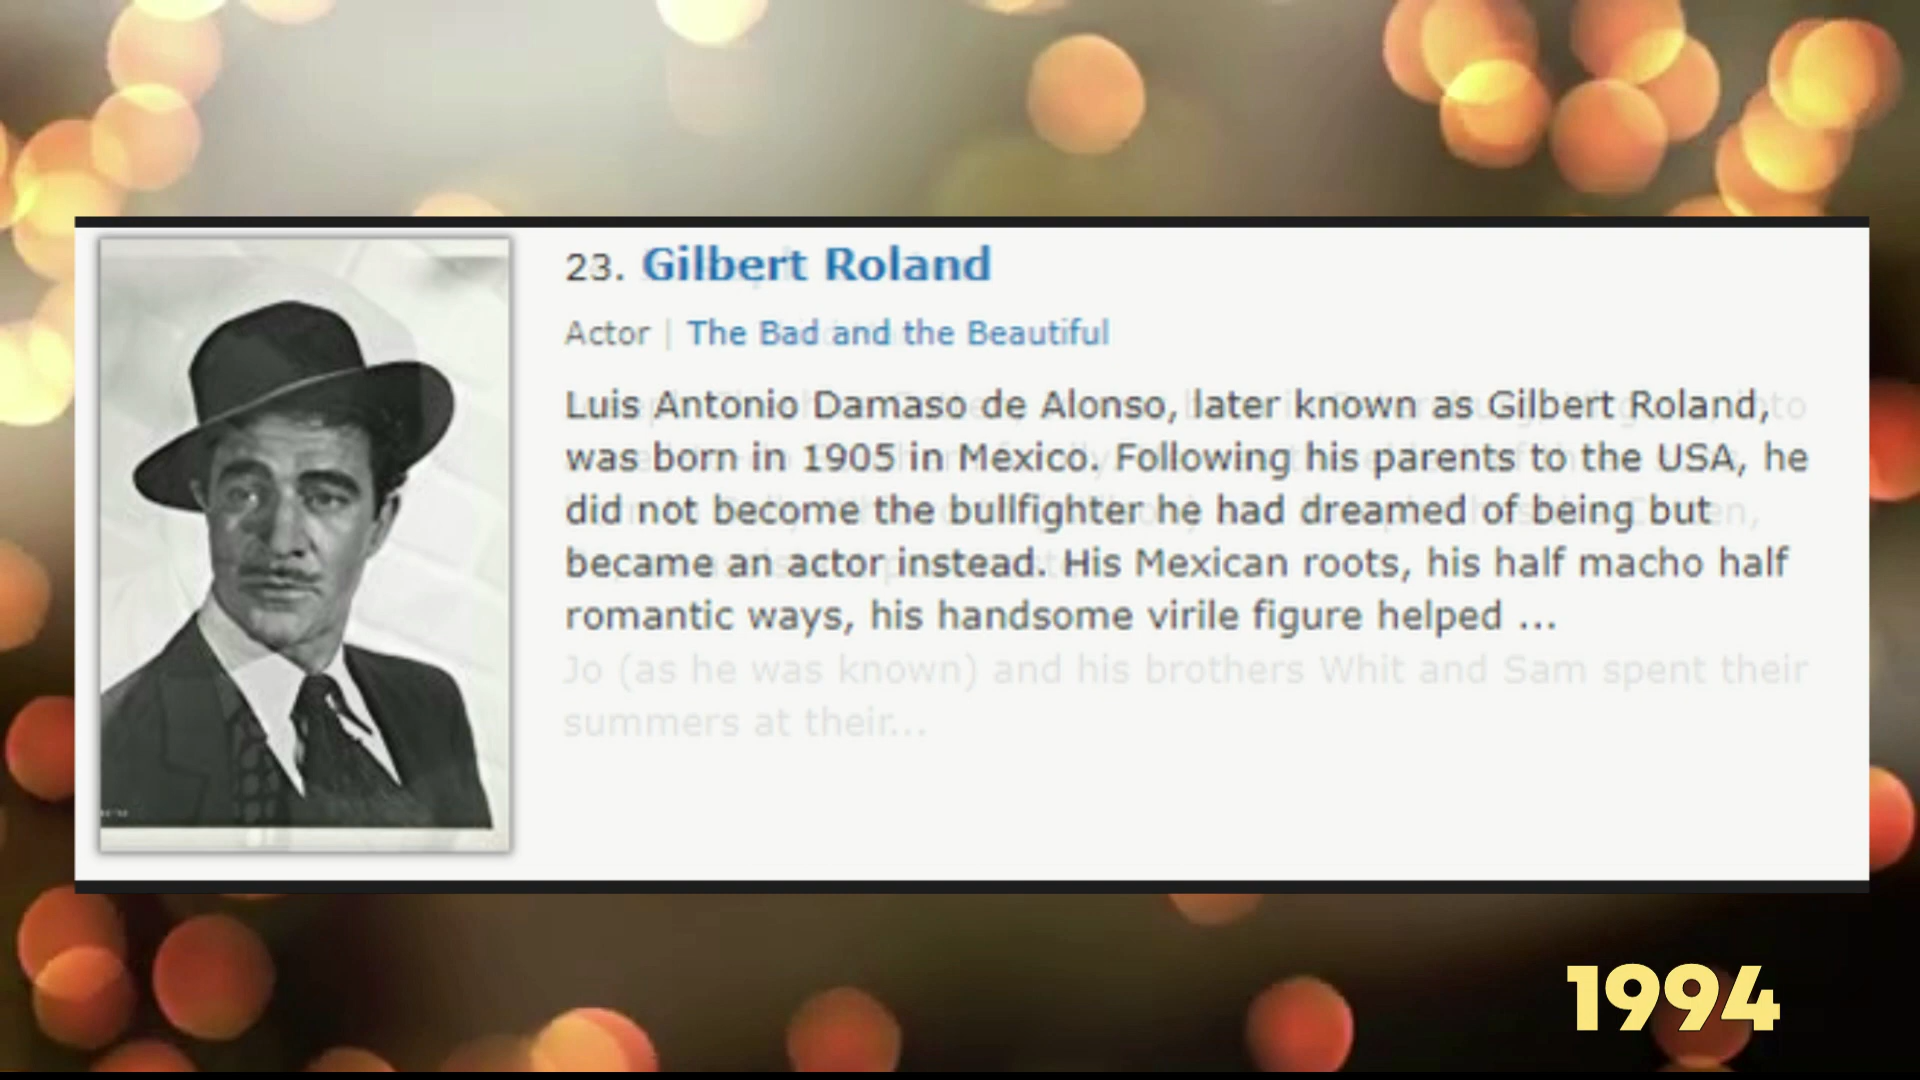 23. Gilbert Roland
Actor | The Bad and the Beautiful
Luis Antonio Damaso de Alonso, later known as Gilbert Roland,
was born in 1905 in Mexico. Following his parents to the USA, he
did not become the bullfighter he had dreamed of being but
became an actor instead. His Mexican roots, his half macho half
romantic ways, his handsome virile figure helped ...
Jo (as he was known) and his brothers Whit and Sam spent their
summers at their...
1994